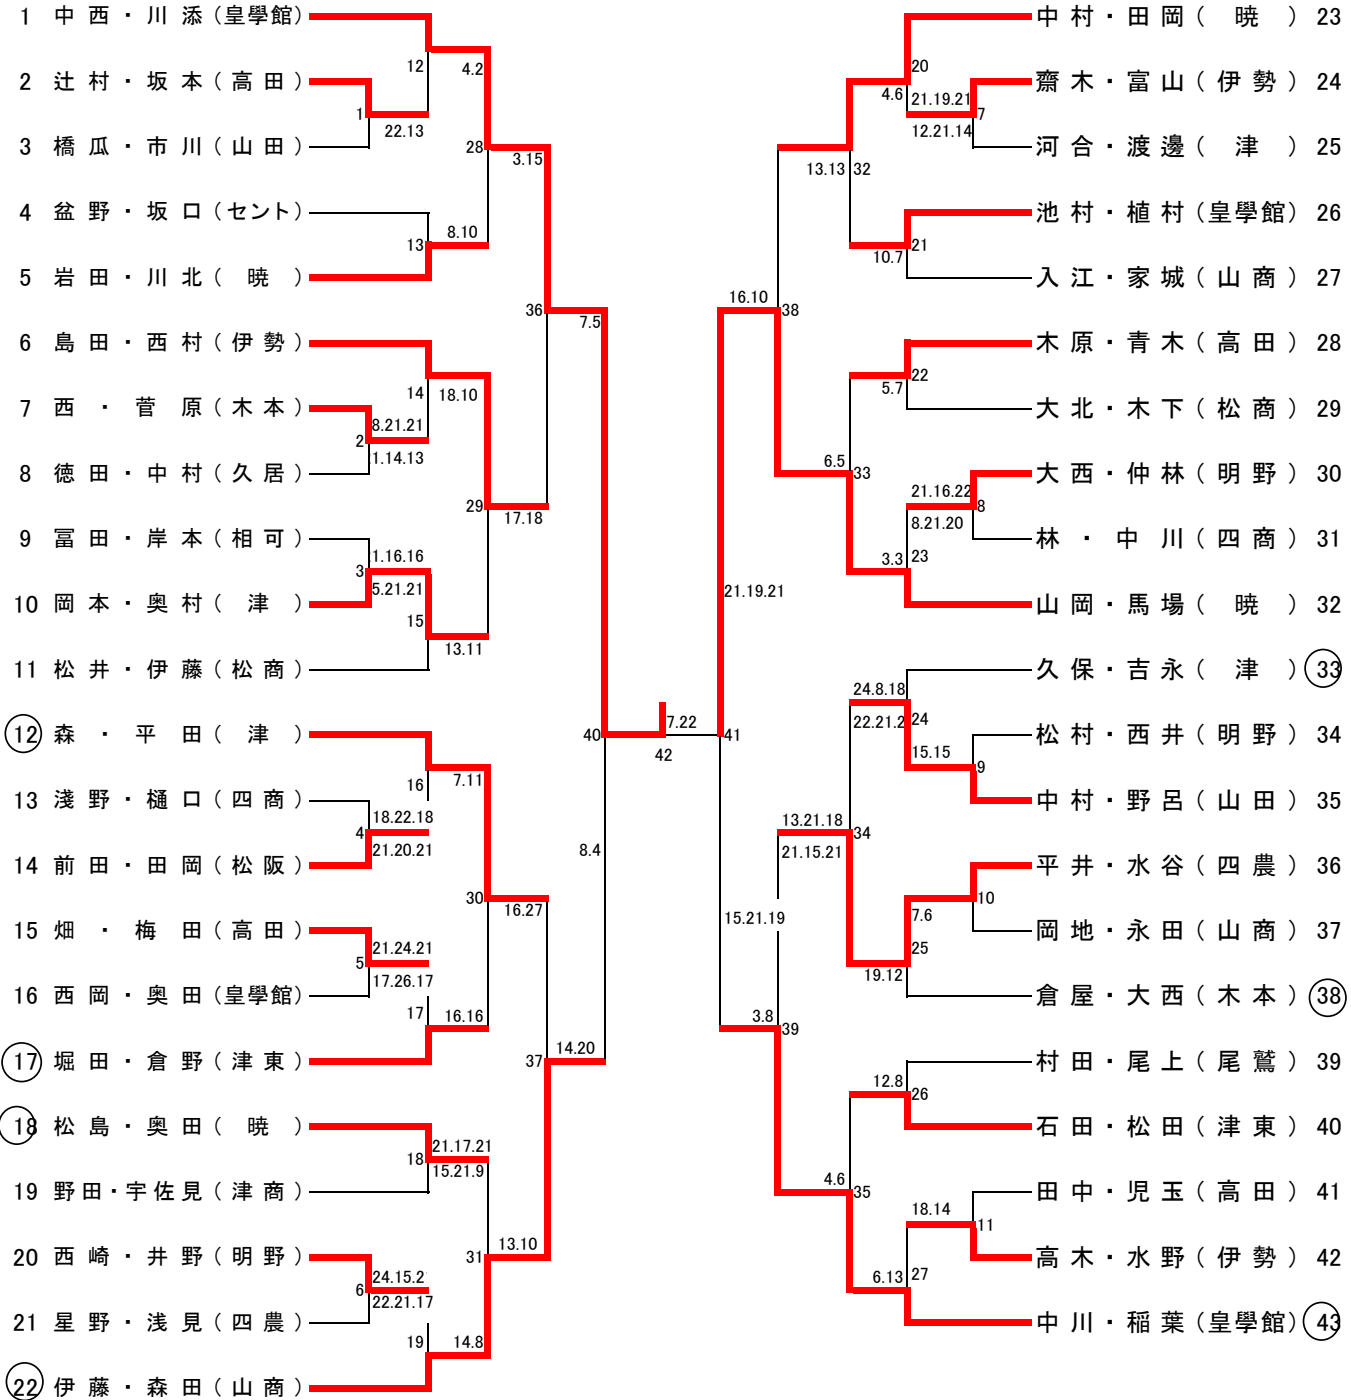 1 中西・川添(皇學館)
2 辻村・坂本(高田)
3 橋瓜・市川(山田)
4 盆野・坂口(セント)
5 岩田・川北(暁)
6 島田・西村(伊勢)
7 西・菅原(木本)
8 徳田・中村(久居)
9 冨田・岸本(相可)
10 岡本・奥村(津)
11 松井・伊藤(松商)
12 森・平田(津)
13 淺野・樋口(四商)
14 前田・田岡(松阪)
15 畑・梅田(高田)
16 西岡・奥田(皇學館)
17 堀田・倉野(津東)
18 松島・奥田(暁)
19 野田・宇佐見(津商)
20 西崎・井野(明野)
21 星野・浅見(四農)
22 伊藤・森田(山商)
1
22.13
2
8.21.21
1.14.13
3
1.16.16
5.21.21
4
18.22.18
21.20.21
5
21.24.21
17.26.17
6
24.15.2
22.21.17
12
4.2
13
8.10
14
18.10
15
13.11
16
7.11
17
16.16
18
21.17.21
15.21.9
19
14.8
28
3.15
29
17.18
30
16.27
31
13.10
36
7.5
37
14.20
40
8.4
42
7.22
41
21.19.21
15.21.19
38
16.10
39
3.8
32
13.13
33
6.5
34
13.21.18
21.15.21
35
4.6
20
4.6
21
10.7
22
5.7
23
3.3
24
24.8.18
22.21.2
25
19.12
26
12.8
27
6.13
7
21.19.21
12.21.14
8
21.16.22
8.21.20
9
15.15
10
7.6
11
18.14
中村・田岡(暁) 23
齋木・富山(伊勢) 24
河合・渡邊(津) 25
池村・植村(皇學館) 26
入江・家城(山商) 27
木原・青木(高田) 28
大北・木下(松商) 29
大西・仲林(明野) 30
林・中川(四商) 31
山岡・馬場(暁) 32
久保・吉永(津) 33
松村・西井(明野) 34
中村・野呂(山田) 35
平井・水谷(四農) 36
岡地・永田(山商) 37
倉屋・大西(木本) 38
村田・尾上(尾鷲) 39
石田・松田(津東) 40
田中・児玉(高田) 41
高木・水野(伊勢) 42
中川・稲葉(皇學館) 43